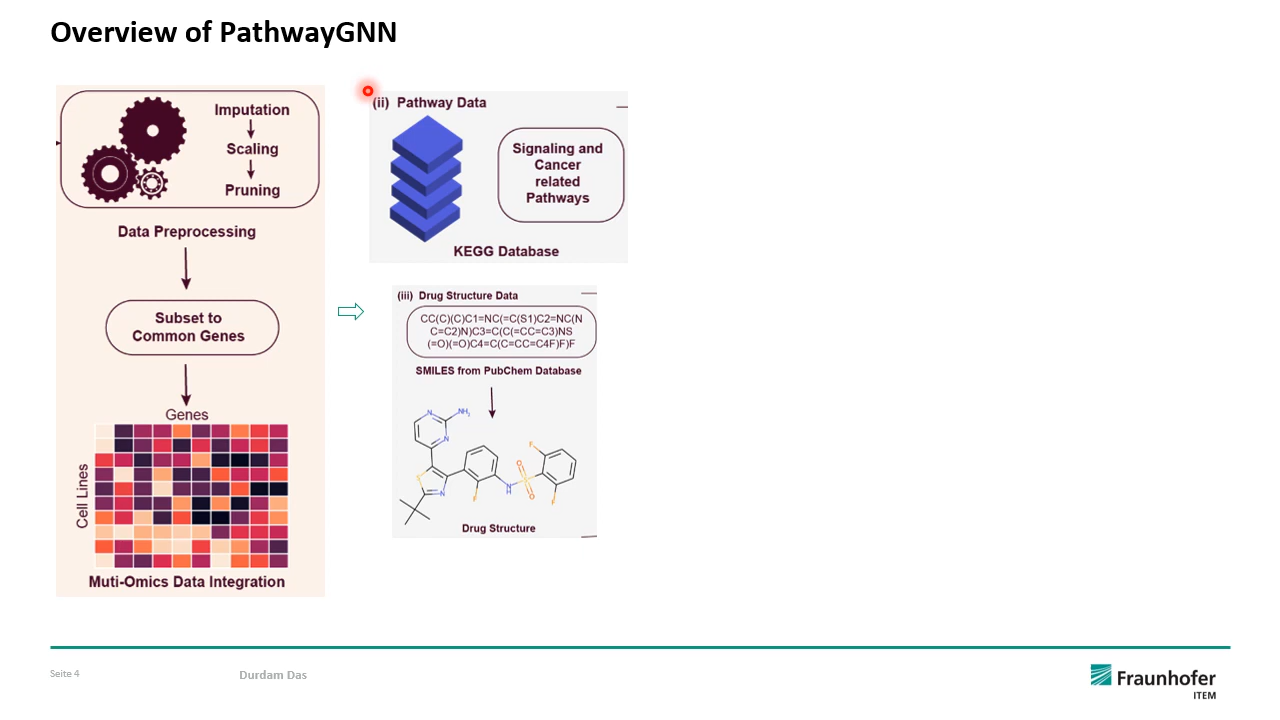 Overview of PathwayGNN
Imputation
Scaling
Pruning
Data Preprocessing
Subset to
Common Genes
Genes
Cell Lines
Muti-Omics Data Integration
(ii) Pathway Data
Signaling and
Cancer
related
Pathways
KEGG Database
(iii) Drug Structure Data
CC(C)(C)C1=NC(=C(S1)C2=NC(N
C=C2)N)C3=C(C(=CC=C3)NS
(=O)(=O)C4=C(C=CC=C4F)F)F
SMILES from PubChem Database
N
NH2
N
S
N
F
NH
O
S
O
F
F
Drug Structure
Seite 4
Durdam Das
Fraunhofer
ITEM